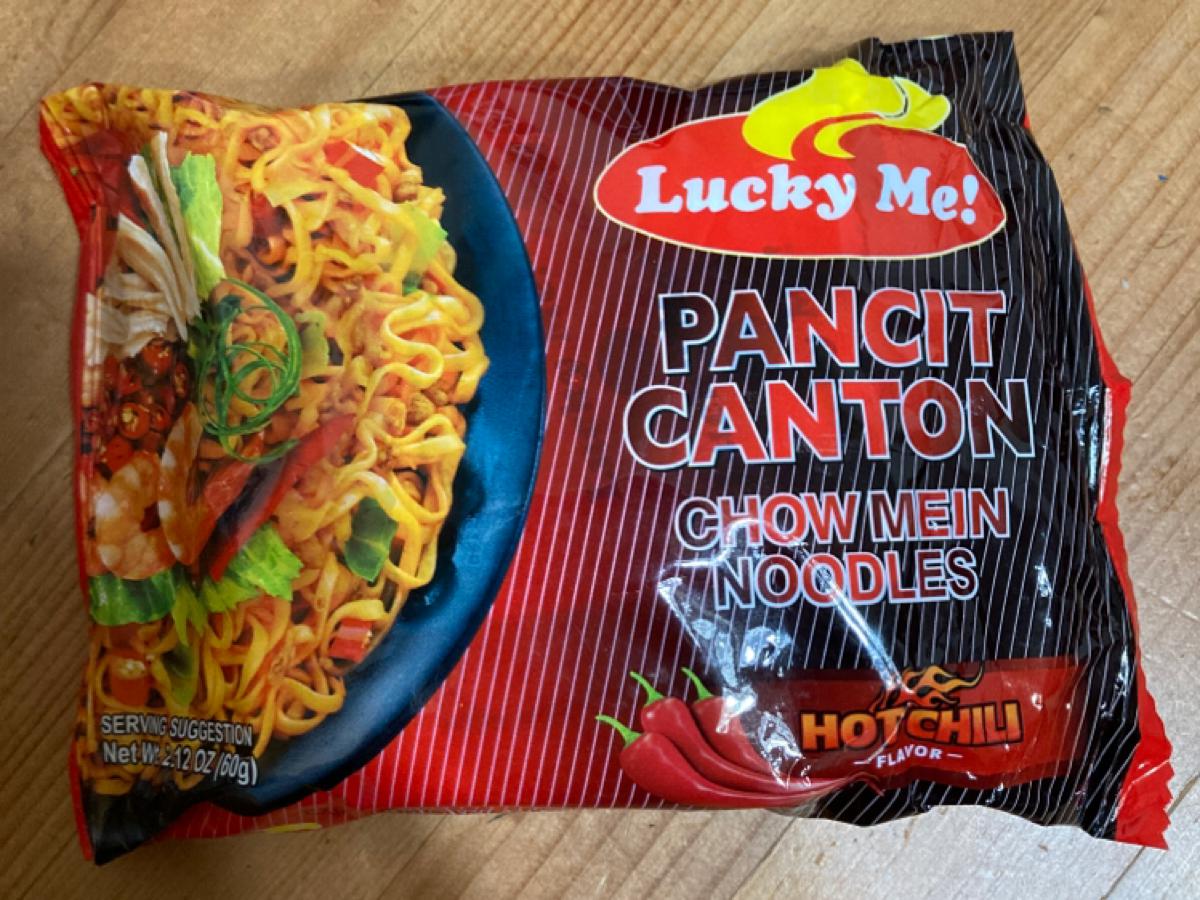 Lucky Me!
PANCIT
CANTON
CHOW MEIN
NOODLES
HOT CHILI
FLAVOR
SERVING SUGGESTION
Net Wt. 2.12 OZ (60g)